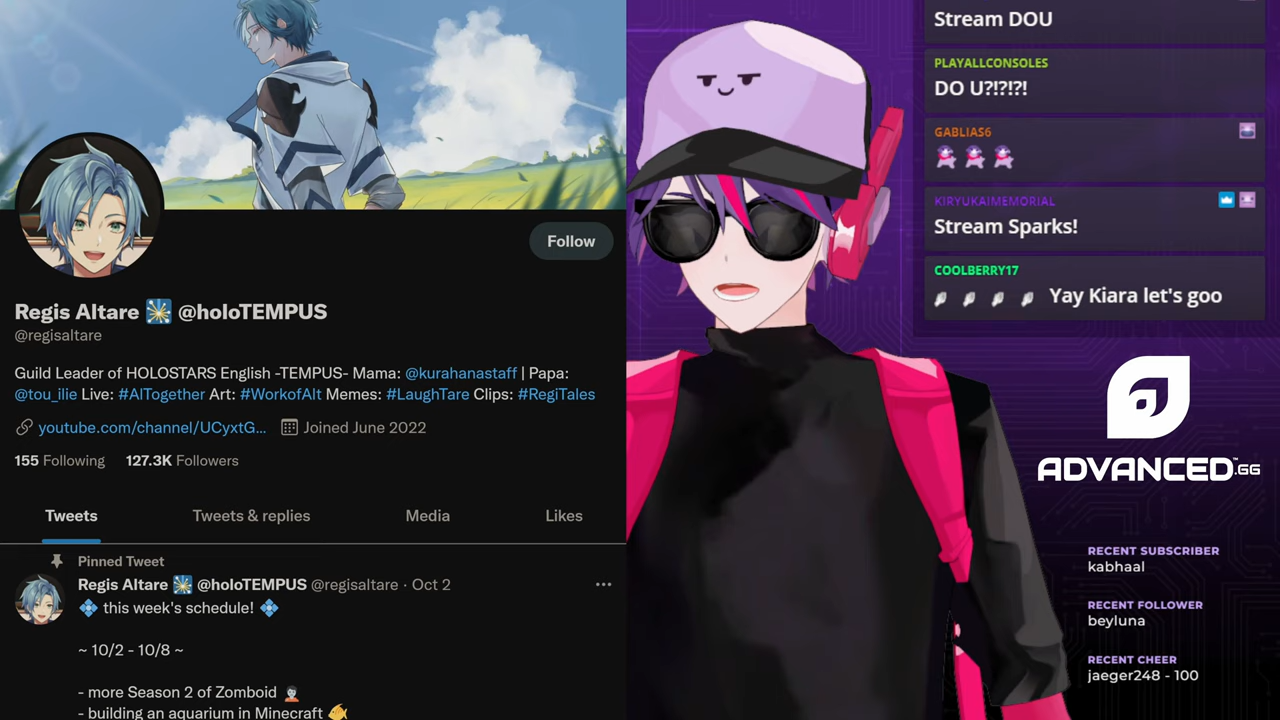 Follow
Regis Altare @holoTEMPUS
@regisaltare
Guild Leader of HOLOSTARS English -TEMPUS- Mama: @kurahanastaff | Papa:
@tou_ilie Live: #AlTogether Art: #WorkofAlt Memes: #LaughTare Clips: #RegiTales
youtube.com/channel/UCyxtG... Joined June 2022
155 Following 127.3K Followers
Tweets Tweets & replies Media Likes
Pinned Tweet
Regis Altare @holoTEMPUS @regisaltare · Oct 2
this week's schedule!
~ 10/2 - 10/8 ~
- more Season 2 of Zomboid
- building an aquarium in Minecraft
Stream DOU
PLAYALLCONSOLES
DO U?!?!?!
GABLIAS6
KIRYUKAIMEMORIAL
Stream Sparks!
COOLBERRY17
Yay Kiara let's goo
ADVANCED™.GG
RECENT SUBSCRIBER
kabhaal
RECENT FOLLOWER
beyluna
RECENT CHEER
jaeger248 - 100